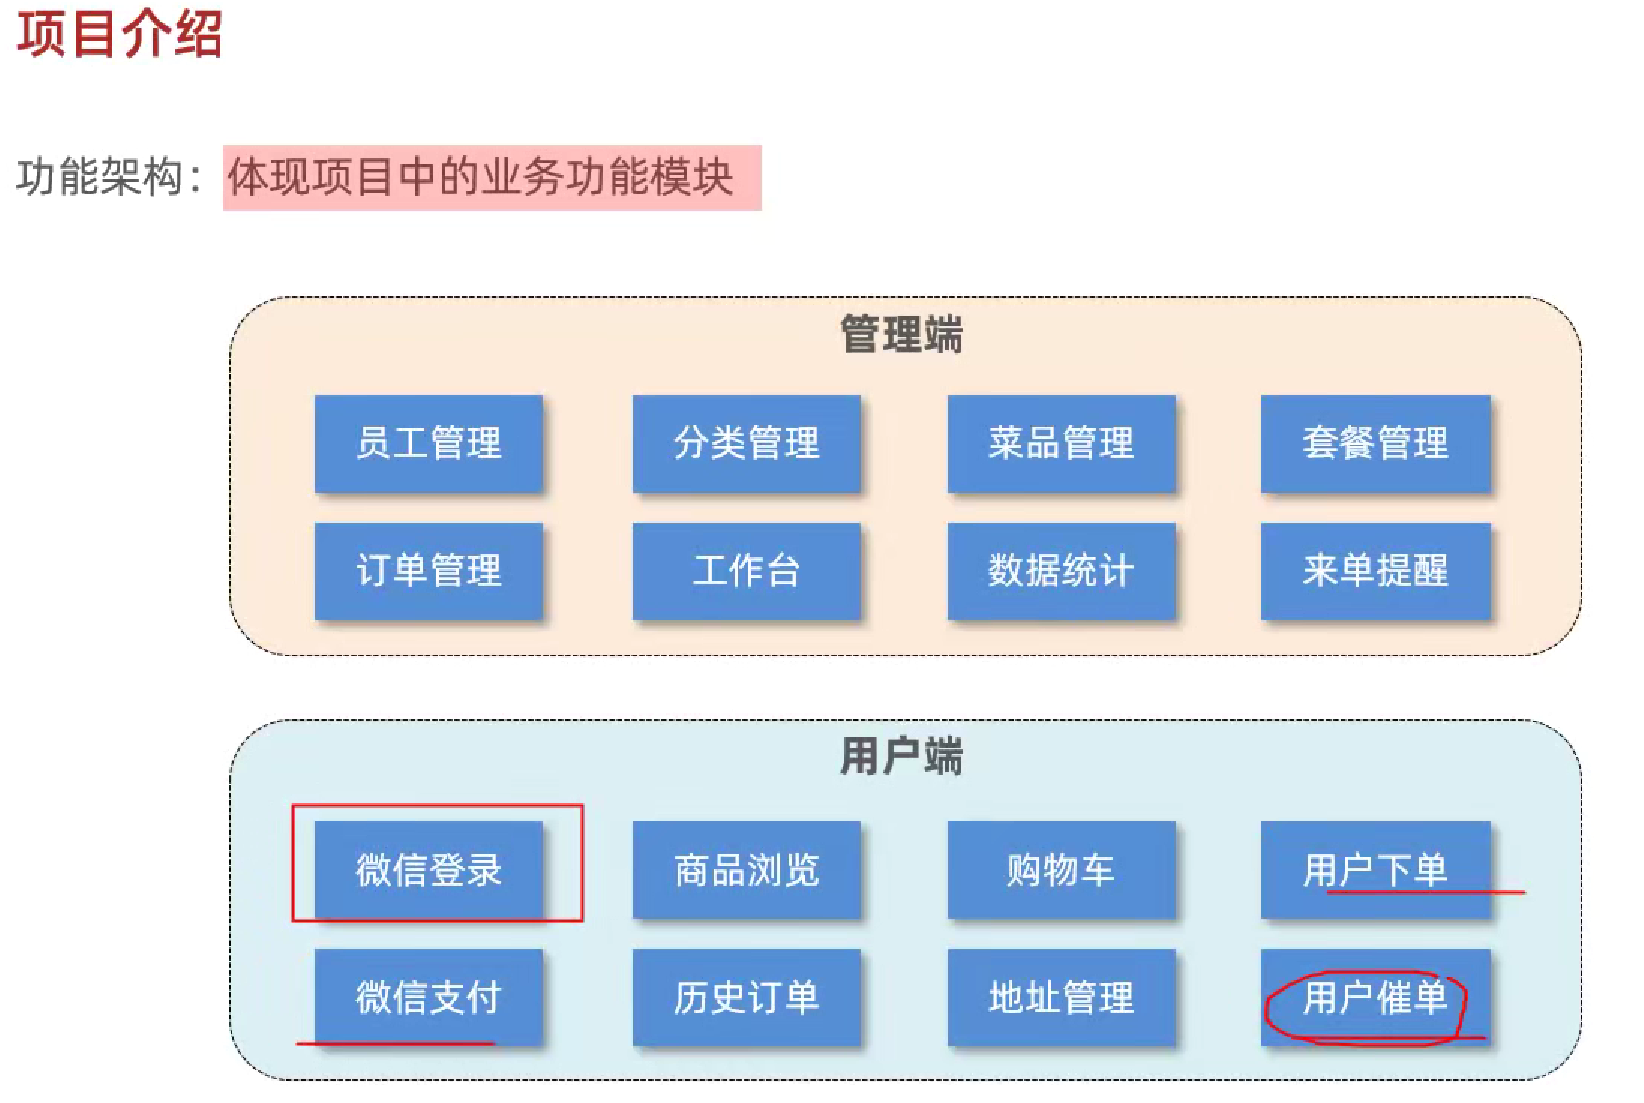 项目介绍
功能架构：体现项目中的业务功能模块
管理端
员工管理 分类管理 菜品管理 套餐管理
订单管理 工作台 数据统计 来单提醒
用户端
微信登录 商品浏览 购物车 用户下单
微信支付 历史订单 地址管理 用户催单